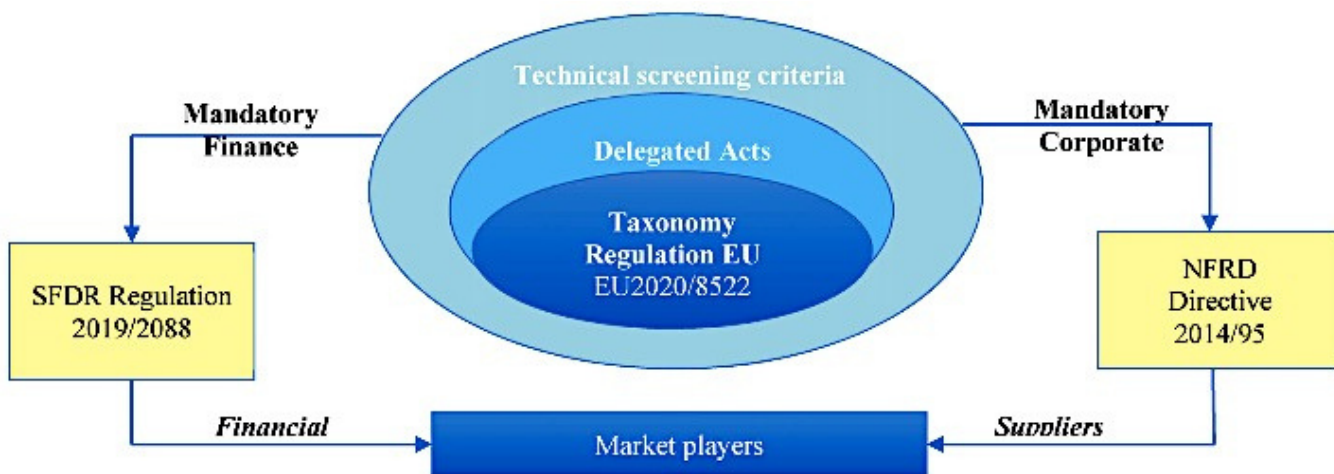 Technical screening criteria
Mandatory
Finance
Mandatory
Corporate
Delegated Acts
Taxonomy
Regulation EU
EU2020/8522
SFDR Regulation
2019/2088
NFRD
Directive
2014/95
Financial
Market players
Suppliers